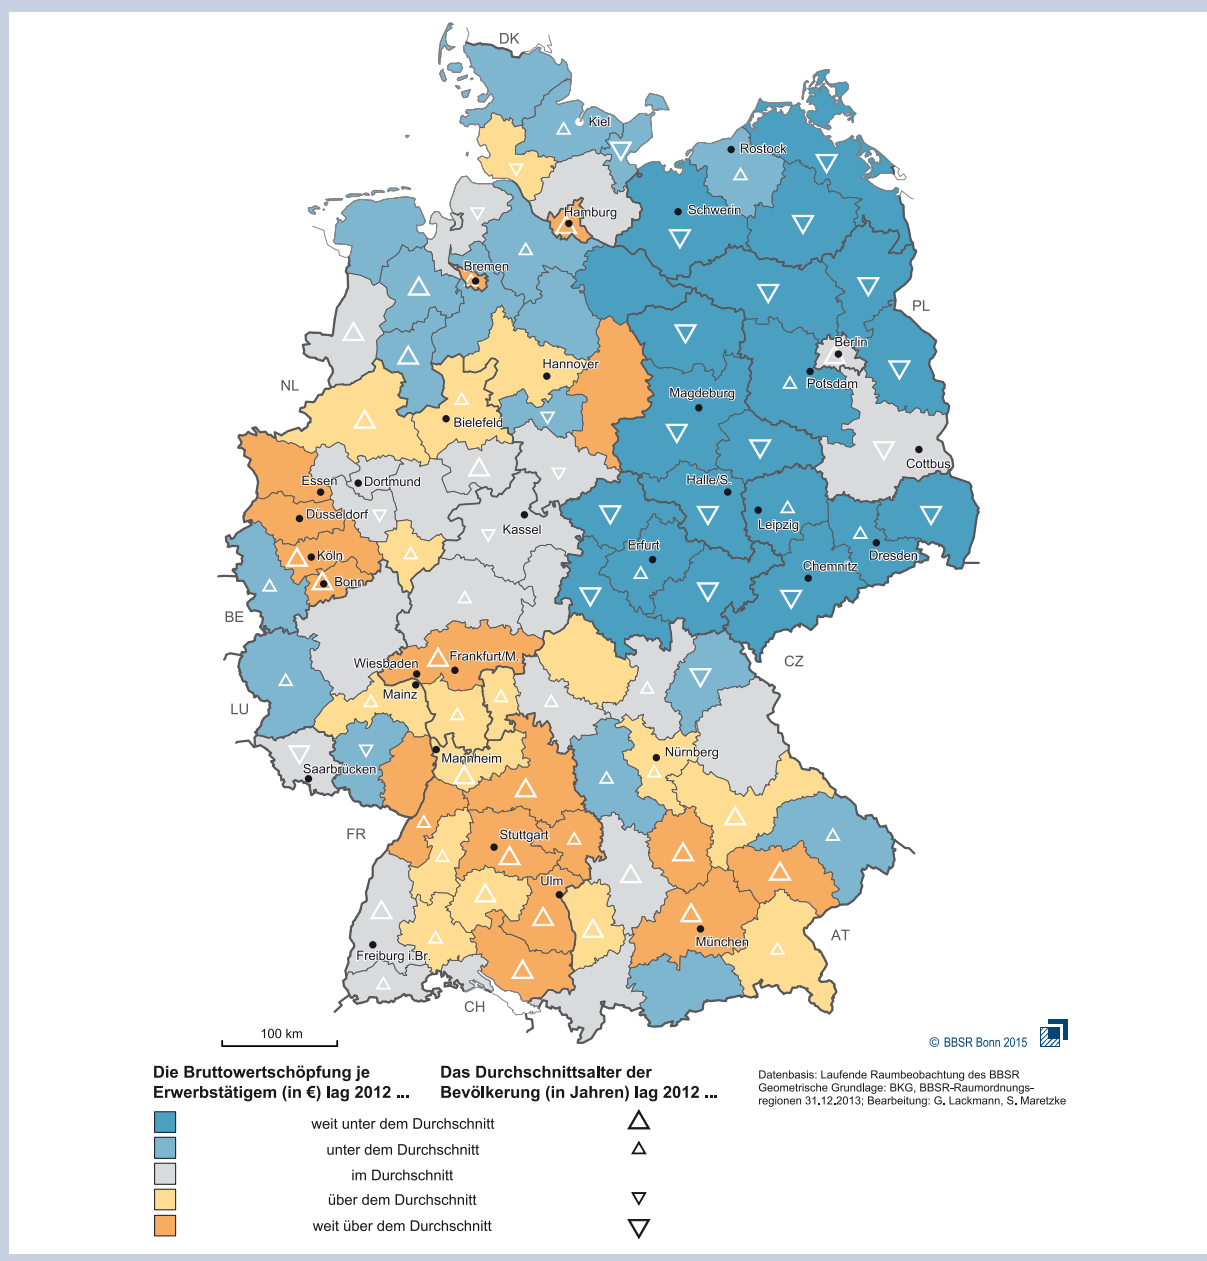 DK
Kiel
Rostock
Schwerin
Hamburg
Bremen
PL
Berlin
Hannover
Potsdam
NL
Magdeburg
Bielefeld
Cottbus
Essen
Dortmund
Halle/S.
Düsseldorf
Leipzig
Kassel
Erfurt
Dresden
Köln
Chemnitz
Bonn
BE
Wiesbaden
Frankfurt/M.
CZ
Mainz
LU
Nürnberg
Mannheim
Saarbrücken
FR
Stuttgart
Ulm
AT
München
Freiburg i.Br.
CH
100 km
© BBSR Bonn 2015
Die Bruttowertschöpfung je
Erwerbstätigem (in €) lag 2012 ...
Das Durchschnittsalter der
Bevölkerung (in Jahren) lag 2012 ...
Datenbasis: Laufende Raumbeobachtung des BBSR
Geometrische Grundlage: BKG, BBSR-Raumordnungs-
regionen 31.12.2013; Bearbeitung: G. Lackmann, S. Maretzke
weit unter dem Durchschnitt
unter dem Durchschnitt
im Durchschnitt
über dem Durchschnitt
weit über dem Durchschnitt